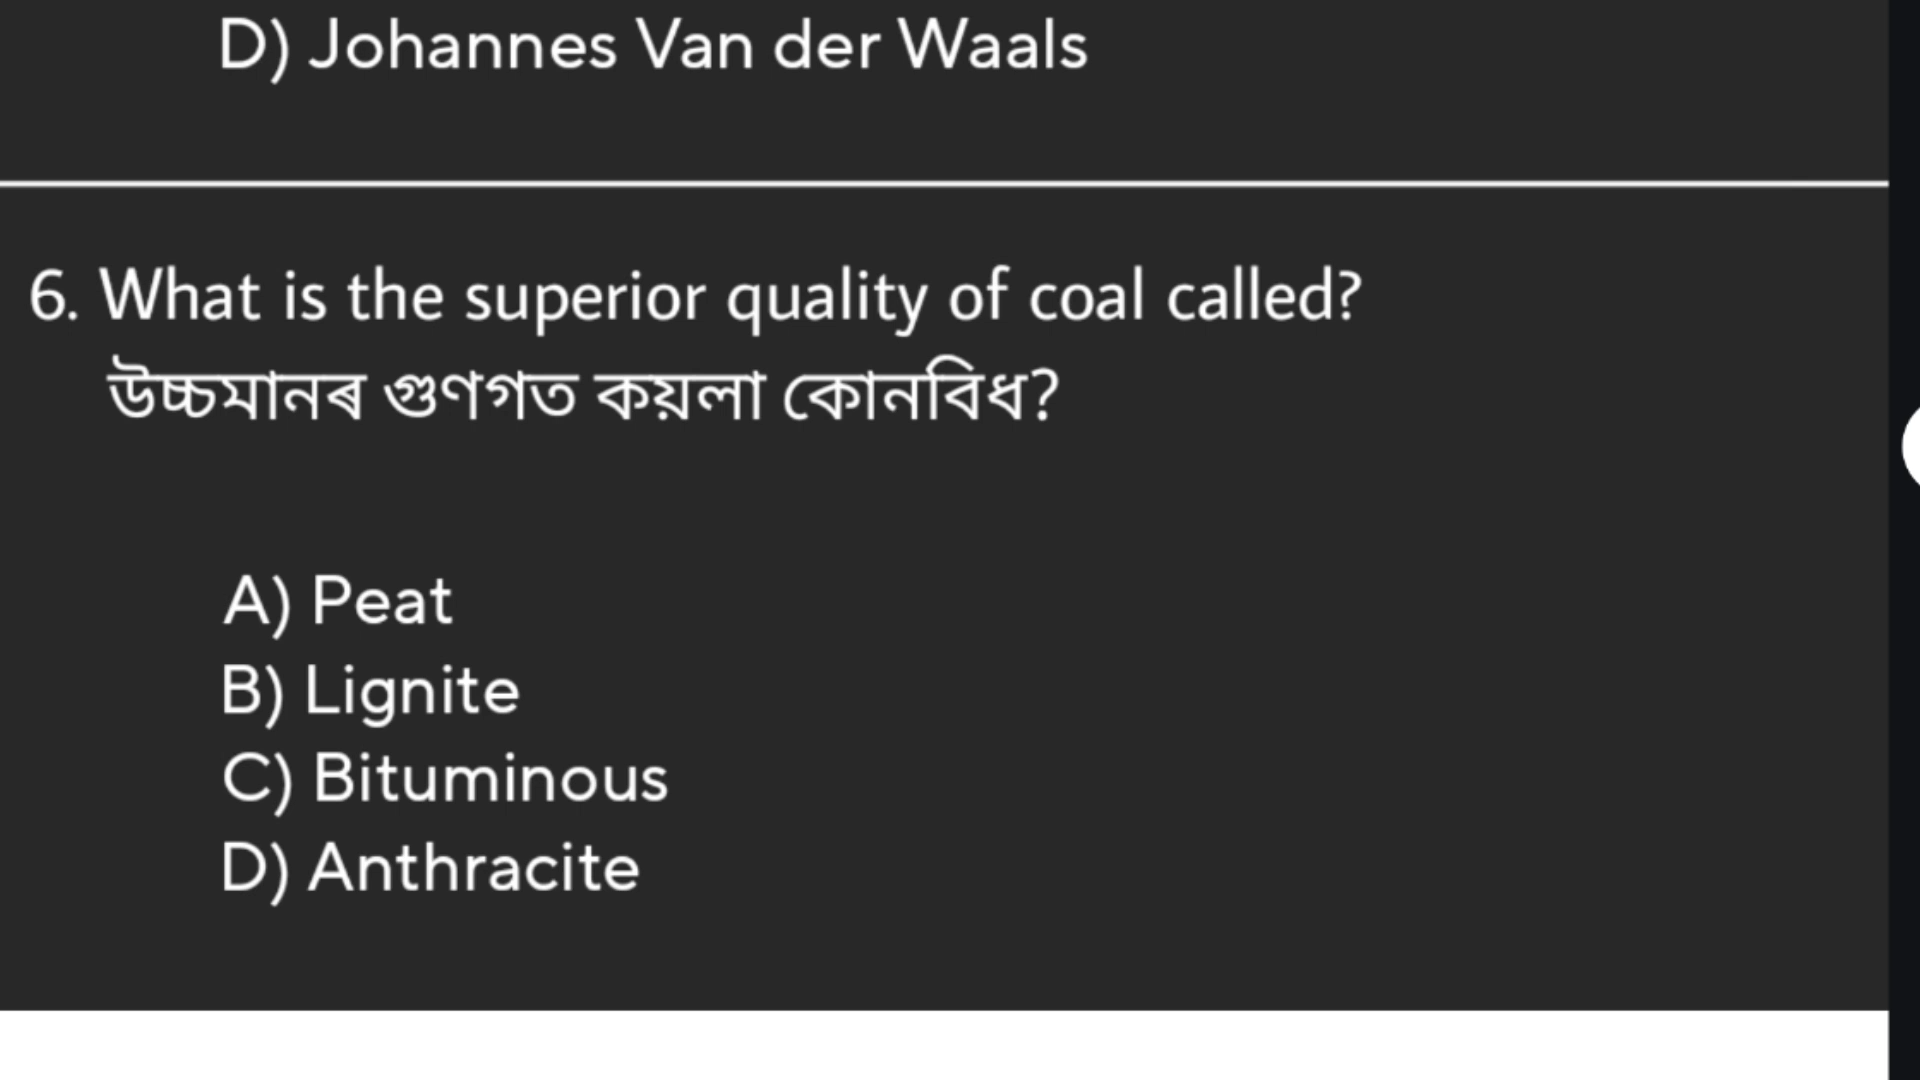 D) Johannes Van der Waals
6. What is the superior quality of coal called?
উচ্চমানৰ গুণগত কয়লা কোনবিধ?
A) Peat
B) Lignite
C) Bituminous
D) Anthracite